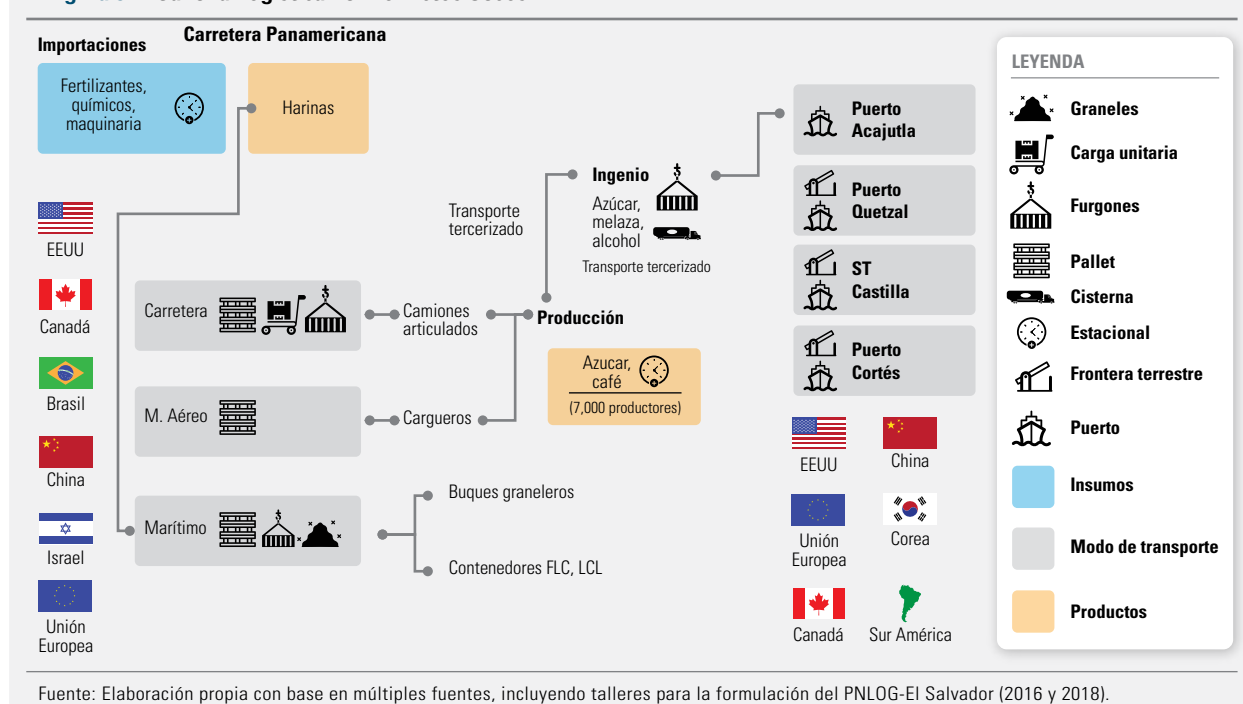 Importaciones
Carretera Panamericana
Fertilizantes,
químicos,
maquinaria
Harinas
EEUU
Canadá
Brasil
China
Israel
Unión
Europea
Carretera
M. Aéreo
Marítimo
Camiones
articulados
Cargueros
Buques graneleros
Contenedores FLC, LCL
Transporte
tercerizado
Producción
Azucar,
café
(7,000 productores)
Ingenio
Azúcar,
melaza,
alcohol
Transporte tercerizado
Puerto
Acajutla
Puerto
Quetzal
ST
Castilla
Puerto
Cortés
EEUU
China
Unión
Europea
Corea
Canadá
Sur América
LEYENDA
Graneles
Carga unitaria
Furgones
Pallet
Cisterna
Estacional
Frontera terrestre
Puerto
Insumos
Modo de transporte
Productos
Fuente: Elaboración propia con base en múltiples fuentes, incluyendo talleres para la formulación del PNLOG-El Salvador (2016 y 2018).